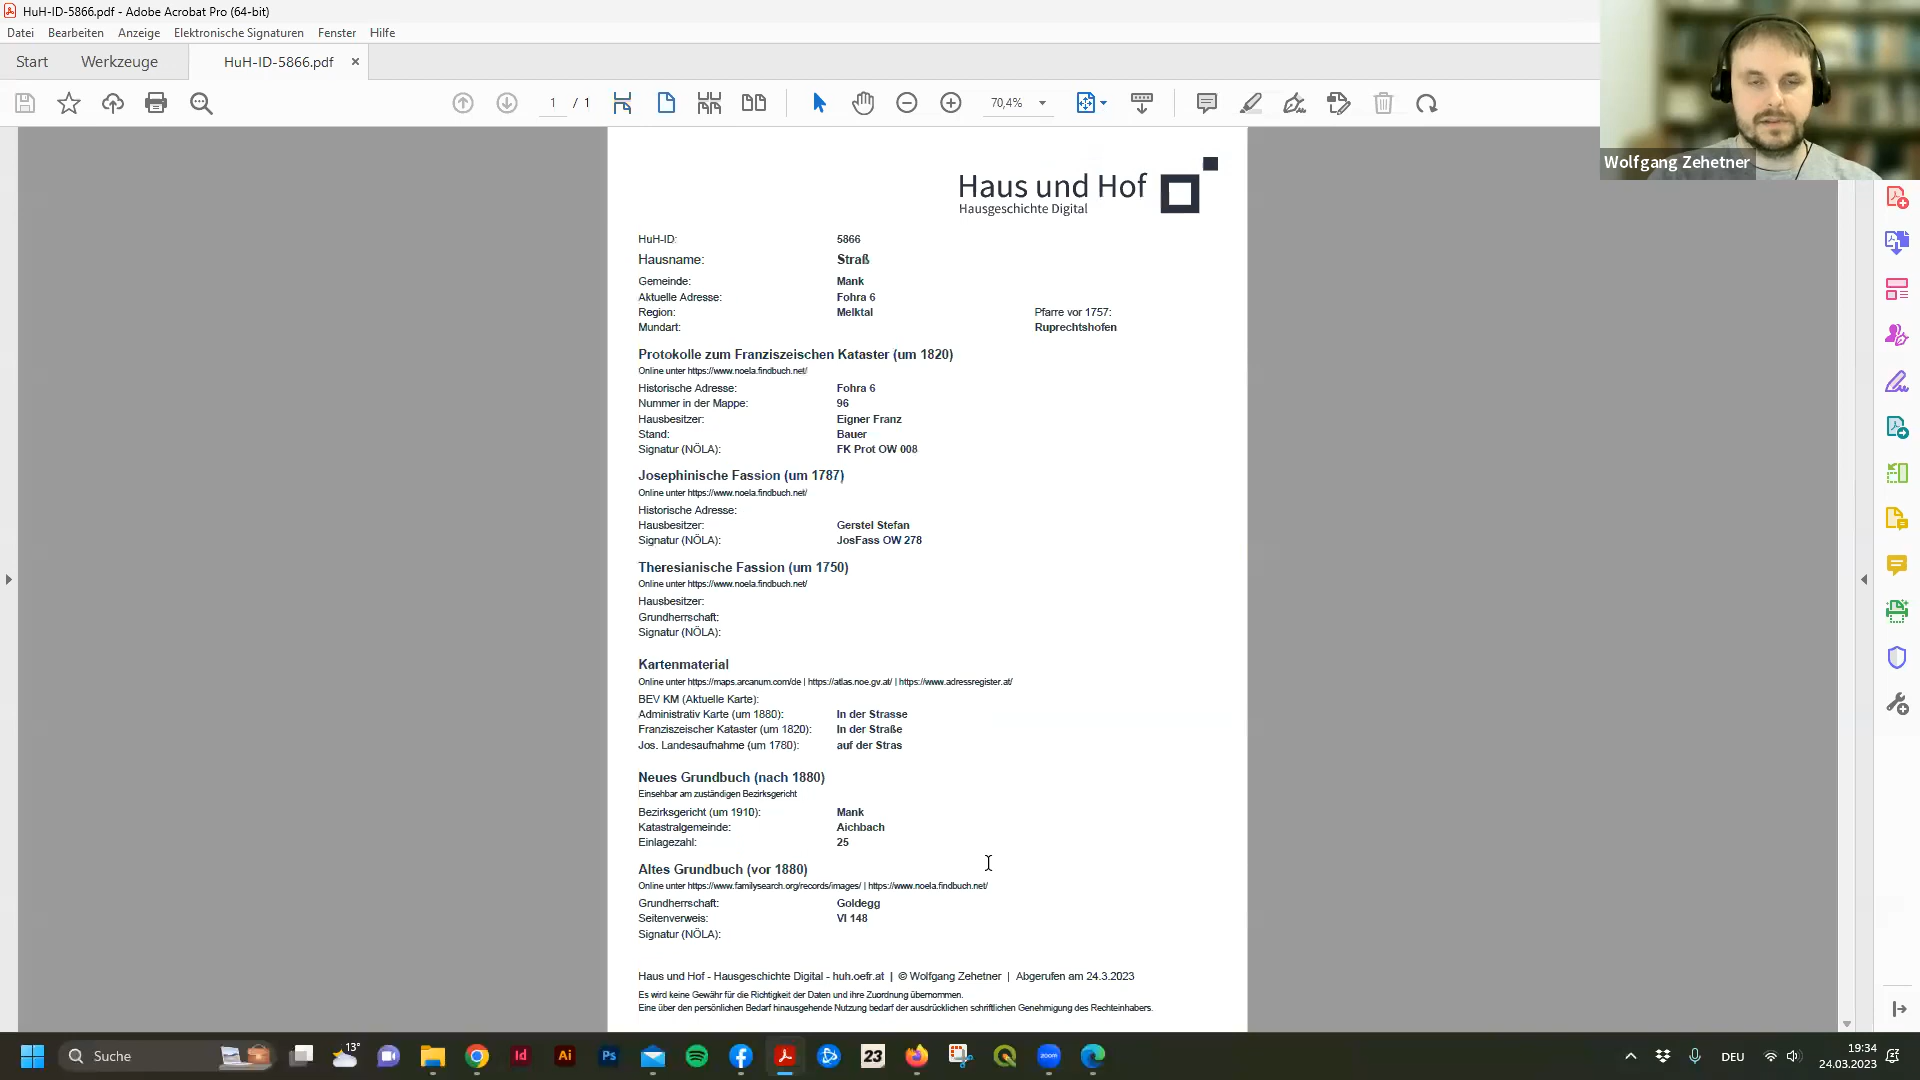 HuH-ID-5866.pdf - Adobe Acrobat Pro (64-bit)
Datei Bearbeiten Anzeige Elektronische Signaturen Fenster Hilfe
Start Werkzeuge HuH-ID-5866.pdf ×
1 / 1 70,4%
Wolfgang Zehetner
Haus und Hof
Hausgeschichte Digital
HuH-ID: 5866
Hausname: Straß
Gemeinde: Mank
Aktuelle Adresse: Fohra 6
Region: Melktal Pfarre vor 1757:
Mundart: Ruprechtshofen
Protokolle zum Franziszeischen Kataster (um 1820)
Online unter https://www.noela.findbuch.net/
Historische Adresse: Fohra 6
Nummer in der Mappe: 96
Hausbesitzer: Eigner Franz
Stand: Bauer
Signatur (NÖLA): FK Prot OW 008
Josephinische Fassion (um 1787)
Online unter https://www.noela.findbuch.net/
Historische Adresse:
Hausbesitzer: Gerstel Stefan
Signatur (NÖLA): JosFass OW 278
Theresianische Fassion (um 1750)
Online unter https://www.noela.findbuch.net/
Hausbesitzer:
Grundherrschaft:
Signatur (NÖLA):
Kartenmaterial
Online unter https://maps.arcanum.com/de | https://atlas.noe.gv.at/ | https://www.adressregister.at/
BEV KM (Aktuelle Karte):
Administrativ Karte (um 1880): In der Strasse
Franziszeischer Kataster (um 1820): In der Straße
Jos. Landesaufnahme (um 1780): auf der Stras
Neues Grundbuch (nach 1880)
Einsehbar am zuständigen Bezirksgericht
Bezirksgericht (um 1910): Mank
Katastralgemeinde: Aichbach
Einlagezahl: 25
Altes Grundbuch (vor 1880)
Online unter https://www.familysearch.org/records/images/ | https://www.noela.findbuch.net/
Grundherrschaft: Goldegg
Seitenverweis: VI 148
Signatur (NÖLA):
Haus und Hof - Hausgeschichte Digital - huh.oefr.at | © Wolfgang Zehetner | Abgerufen am 24.3.2023
Es wird keine Gewähr für die Richtigkeit der Daten und ihre Zuordnung übernommen.
Eine über den persönlichen Bedarf hinausgehende Nutzung bedarf der ausdrücklichen schriftlichen Genehmigung des Rechteinhabers.
Suche 13° Id Ai Ps 23 zoom DEU 19:34
24.03.2023